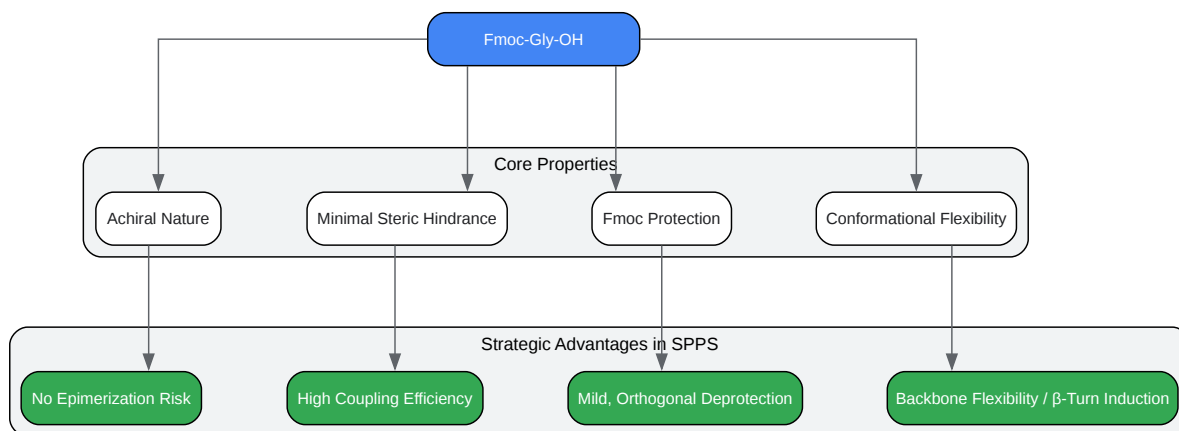 Fmoc-Gly-OH
Core Properties
Achiral Nature
Minimal Steric Hindrance
Fmoc Protection
Conformational Flexibility
Strategic Advantages in SPPS
No Epimerization Risk
High Coupling Efficiency
Mild, Orthogonal Deprotection
Backbone Flexibility / β-Turn Induction